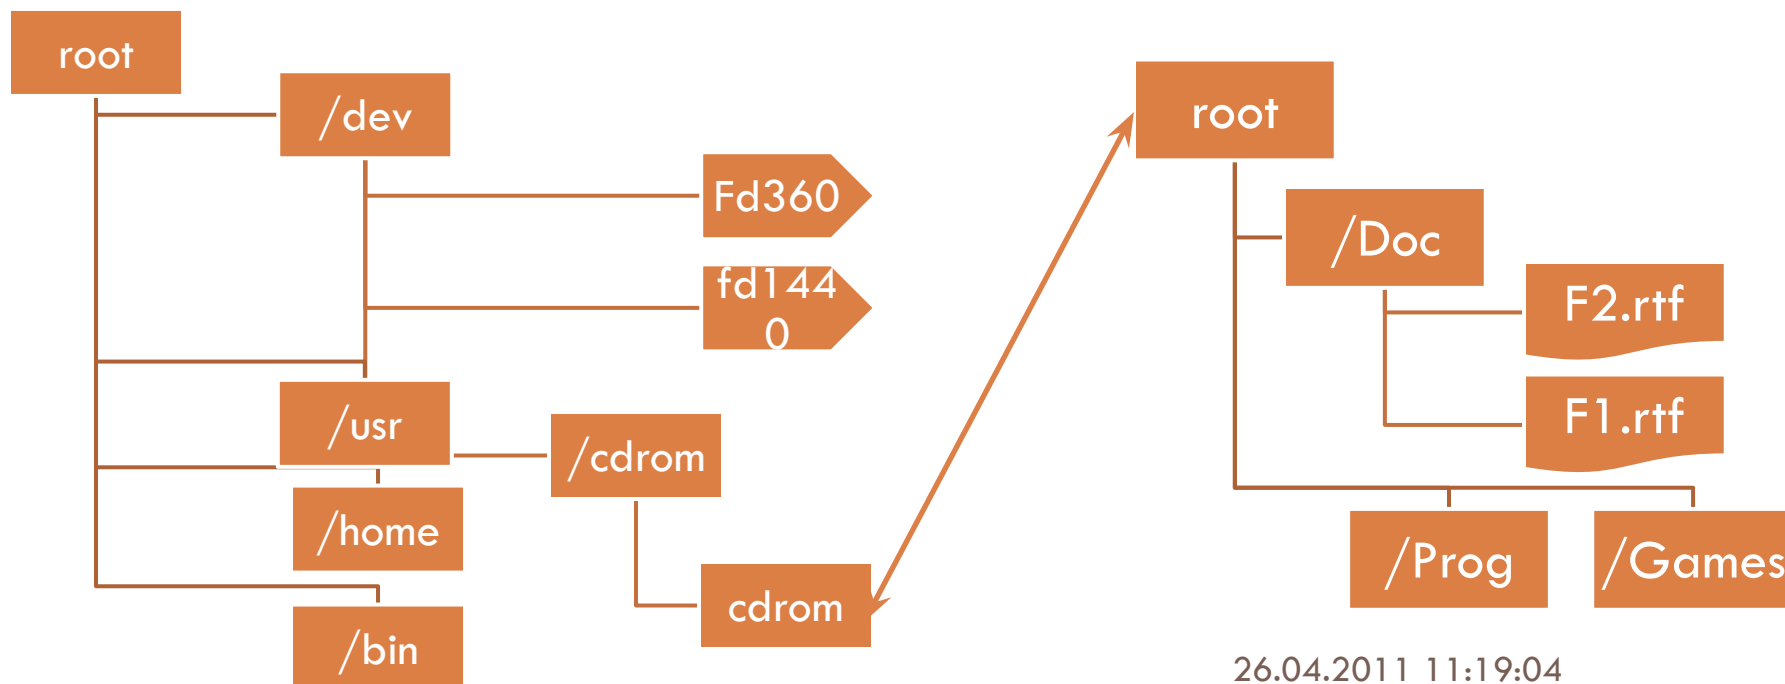 root
/dev
Fd360
fd144
0
/usr
/cdrom
/home
cdrom
/bin
root
/Doc
F2.rtf
F1.rtf
/Prog
/Games
26.04.2011 11:19:04